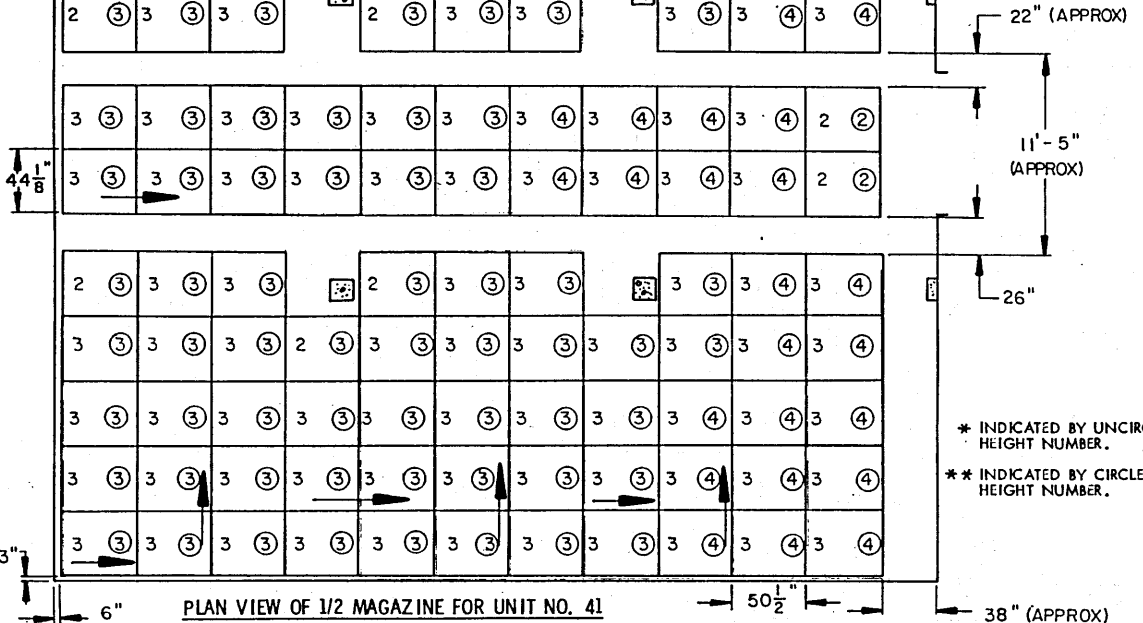 2 ③ 3 ③ 3 ③ 2 ③ 3 ③ 3 ③ 3 ③ 3 ④ 3 ④
22" (APPROX)
3 ③ 3 ③ 3 ③ 3 ③ 3 ③ 3 ③ 3 ④ 3 ④ 3 ④ 3 ④ 2 ②
11'-5"
(APPROX)
44 1/8"
3 ③ 3 ③ 3 ③ 3 ③ 3 ③ 3 ③ 3 ④ 3 ④ 3 ④ 3 ④ 2 ②
2 ③ 3 ③ 3 ③ 2 ③ 3 ③ 3 ③ 3 ③ 3 ④ 3 ④
26"
3 ③ 3 ③ 3 ③ 2 ③ 3 ③ 3 ③ 3 ③ 3 ③ 3 ③ 3 ④ 3 ④
3 ③ 3 ③ 3 ③ 3 ③ 3 ③ 3 ③ 3 ③ 3 ③ 3 ④ 3 ④ 3 ④
* INDICATED BY UNCIRC
HEIGHT NUMBER.
3 ③ 3 ③ 3 ③ 3 ③ 3 ③ 3 ③ 3 ③ 3 ③ 3 ④ 3 ④ 3 ④
** INDICATED BY CIRCLE
HEIGHT NUMBER.
3 ③ 3 ③ 3 ③ 3 ③ 3 ③ 3 ③ 3 ③ 3 ③ 3 ④ 3 ④ 3 ④
3"
6"
PLAN VIEW OF 1/2 MAGAZINE FOR UNIT NO. 41
50 1/2"
38" (APPROX)